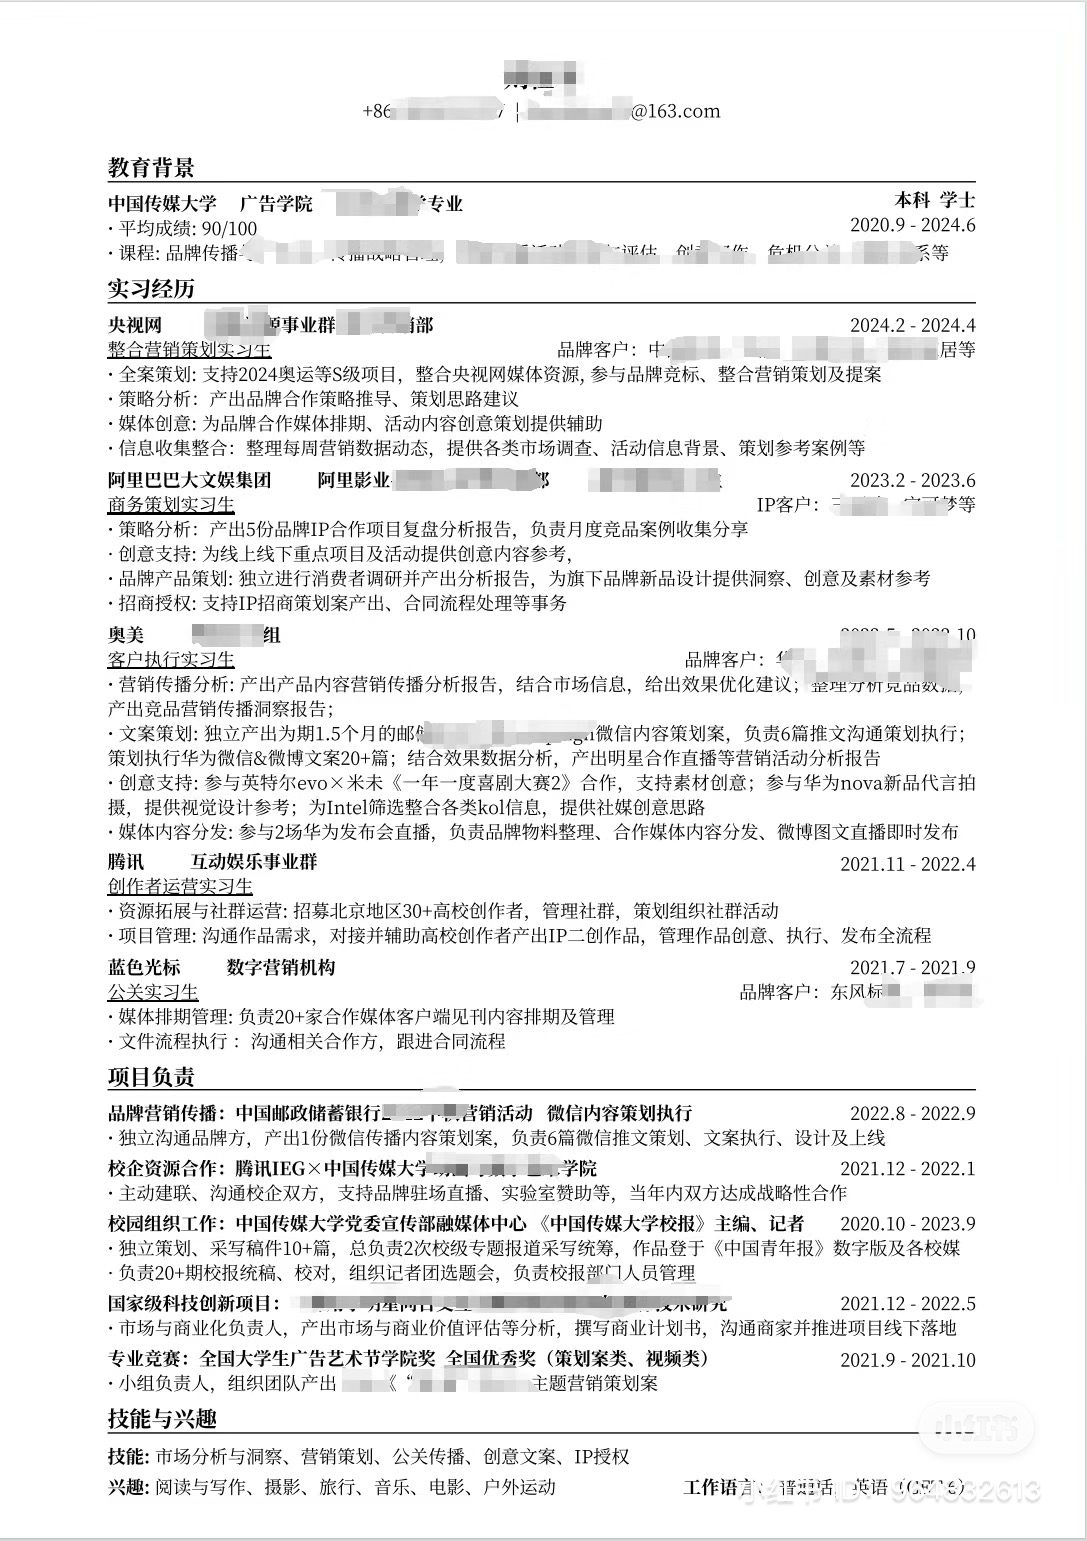 +86 7 ¦ @163.com
教育背景
中国传媒大学 广告学院 专业 本科 学士
· 平均成绩: 90/100 2020.9 - 2024.6
· 课程: 品牌传播 系等
实习经历
央视网 源事业群 销部 2024.2 - 2024.4
整合营销策划实习生 品牌客户：中 居等
· 全案策划: 支持2024奥运等S级项目，整合央视网媒体资源, 参与品牌竞标、整合营销策划及提案
· 策略分析：产出品牌合作策略推导、策划思路建议
· 媒体创意: 为品牌合作媒体排期、活动内容创意策划提供辅助
· 信息收集整合：整理每周营销数据动态，提供各类市场调查、活动信息背景、策划参考案例等
阿里巴巴大文娱集团 阿里影业 部 2023.2 - 2023.6
商务策划实习生 IP客户： 梦等
· 策略分析：产出5份品牌IP合作项目复盘分析报告，负责月度竞品案例收集分享
· 创意支持: 为线上线下重点项目及活动提供创意内容参考,
· 品牌产品策划: 独立进行消费者调研并产出分析报告，为旗下品牌新品设计提供洞察、创意及素材参考
· 招商授权: 支持IP招商策划案产出、合同流程处理等事务
奥美 组 10
客户执行实习生 品牌客户：
· 营销传播分析: 产出产品内容营销传播分析报告，结合市场信息，给出效果优化建议；整理分析竞品数据，
产出竞品营销传播洞察报告；
· 文案策划: 独立产出为期1.5个月的邮 微信内容策划案，负责6篇推文沟通策划执行；
策划执行华为微信&微博文案20+篇；结合效果数据分析，产出明星合作直播等营销活动分析报告
· 创意支持: 参与英特尔evo×米未《一年一度喜剧大赛2》合作，支持素材创意；参与华为nova新品代言拍
摄，提供视觉设计参考；为Intel筛选整合各类kol信息，提供社媒创意思路
· 媒体内容分发: 参与2场华为发布会直播，负责品牌物料整理、合作媒体内容分发、微博图文直播即时发布
腾讯 互动娱乐事业群 2021.11 - 2022.4
创作者运营实习生
· 资源拓展与社群运营: 招募北京地区30+高校创作者，管理社群，策划组织社群活动
· 项目管理: 沟通作品需求，对接并辅助高校创作者产出IP二创作品，管理作品创意、执行、发布全流程
蓝色光标 数字营销机构 2021.7 - 2021.9
公关实习生 品牌客户：东风标
· 媒体排期管理: 负责20+家合作媒体客户端见刊内容排期及管理
· 文件流程执行：沟通相关合作方，跟进合同流程
项目负责
品牌营销传播：中国邮政储蓄银行 营销活动 微信内容策划执行 2022.8 - 2022.9
· 独立沟通品牌方，产出1份微信传播内容策划案，负责6篇微信推文策划、文案执行、设计及上线
校企资源合作：腾讯IEG×中国传媒大学 学院 2021.12 - 2022.1
· 主动建联、沟通校企双方，支持品牌驻场直播、实验室赞助等，当年内双方达成战略性合作
校园组织工作：中国传媒大学党委宣传部融媒体中心 《中国传媒大学校报》主编、记者 2020.10 - 2023.9
· 独立策划、采写稿件10+篇，总负责2次校级专题报道采写统筹，作品登于《中国青年报》数字版及各校媒
· 负责20+期校报统稿、校对，组织记者团选题会，负责校报部门人员管理
国家级科技创新项目： 技术研究 2021.12 - 2022.5
· 市场与商业化负责人，产出市场与商业价值评估等分析，撰写商业计划书，沟通商家并推进项目线下落地
专业竞赛：全国大学生广告艺术节学院奖 全国优秀奖（策划案类、视频类） 2021.9 - 2021.10
· 小组负责人，组织团队产出 《“ 主题营销策划案
技能与兴趣
小红书
技能: 市场分析与洞察、营销策划、公关传播、创意文案、IP授权
兴趣: 阅读与写作、摄影、旅行、音乐、电影、户外运动 工作语言：普通话，英语（CET-6）
小红书 ID: 964332613